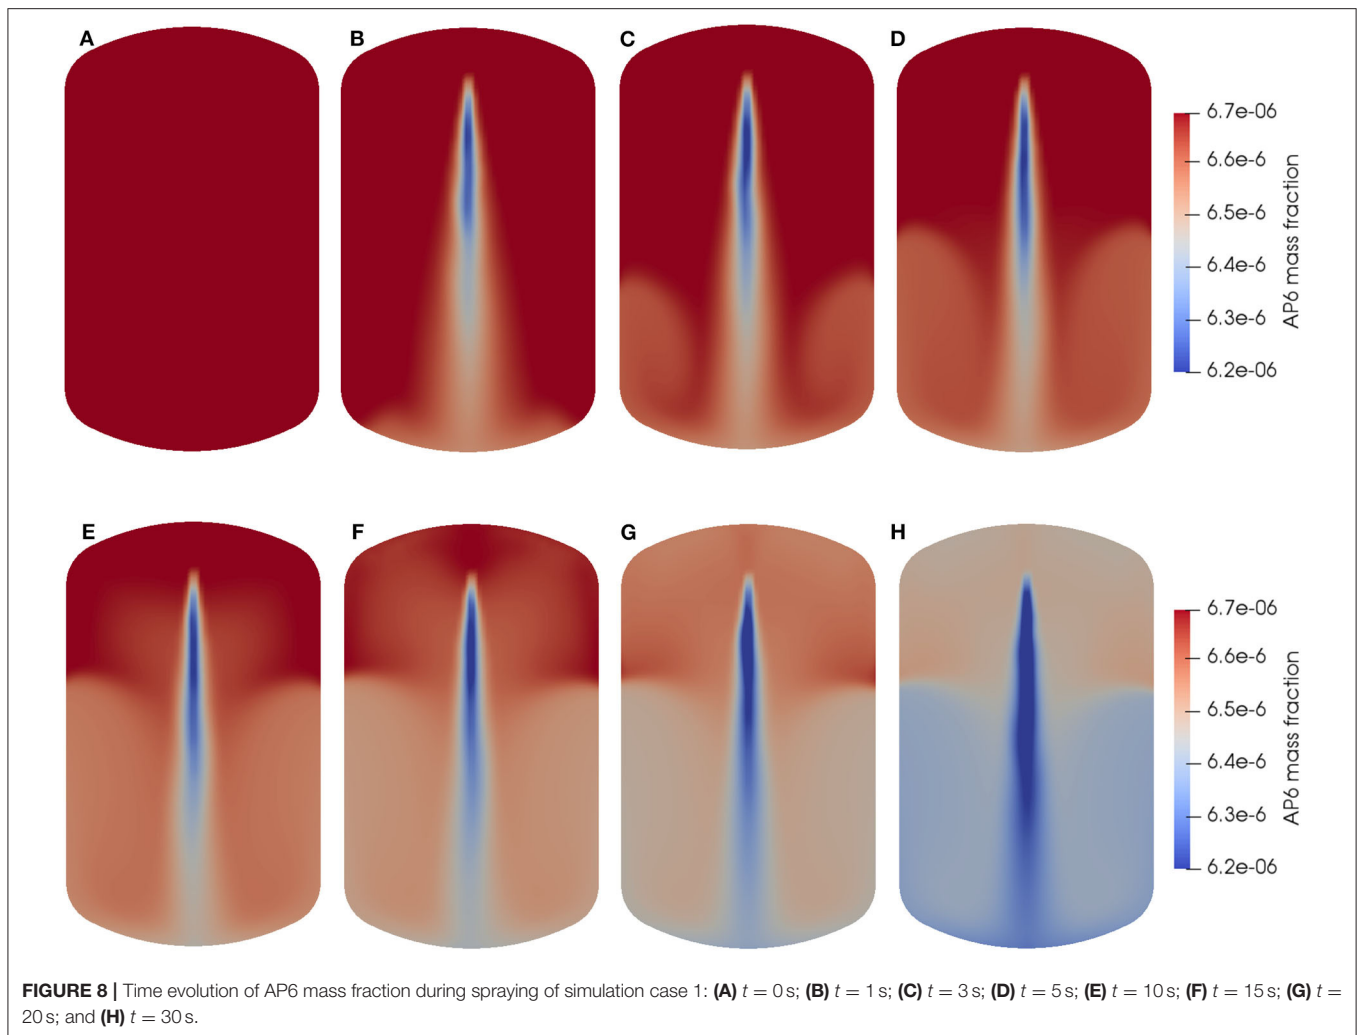 A
B
C
D
6.7e-06
6.6e-6
6.5e-6
6.4e-6
6.3e-6
6.2e-06
AP6 mass fraction
E
F
G
H
6.7e-06
6.6e-6
6.5e-6
6.4e-6
6.3e-6
6.2e-06
AP6 mass fraction
FIGURE 8 | Time evolution of AP6 mass fraction during spraying of simulation case 1: (A) t = 0 s; (B) t = 1 s; (C) t = 3 s; (D) t = 5 s; (E) t = 10 s; (F) t = 15 s; (G) t =
20 s; and (H) t = 30 s.